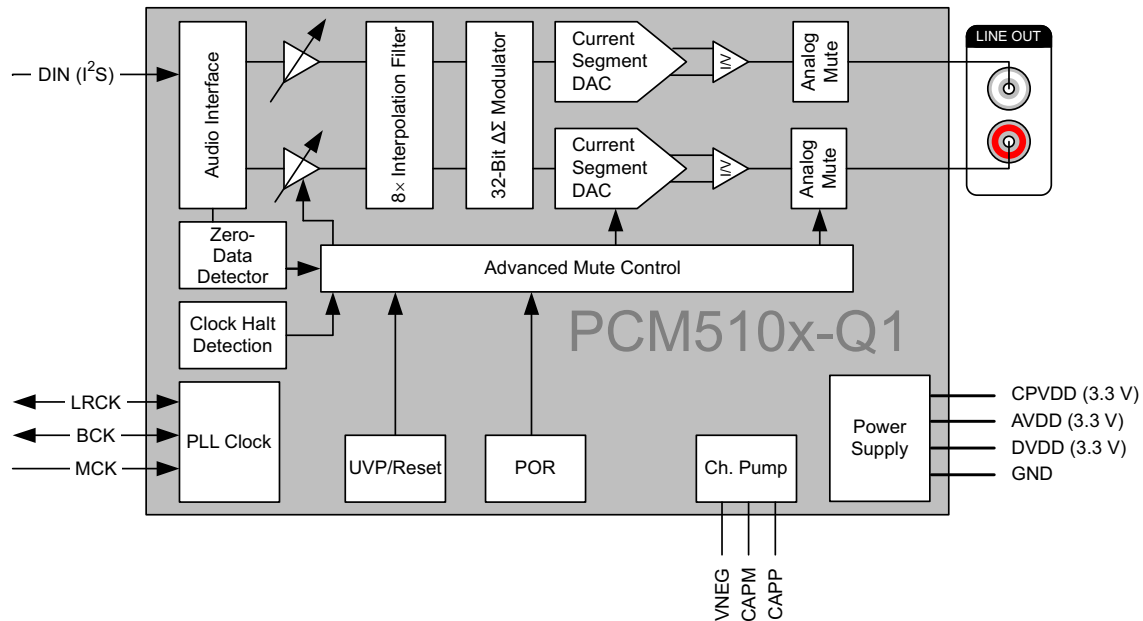 LINE OUT
DIN (I²S)
Audio Interface
8× Interpolation Filter
32-Bit ΔΣ Modulator
Current
Segment
DAC
I/V
Analog
Mute
Current
Segment
DAC
I/V
Analog
Mute
Zero-
Data
Detector
Advanced Mute Control
Clock Halt
Detection
PCM510x-Q1
LRCK
BCK
MCK
PLL Clock
UVP/Reset
POR
Ch. Pump
Power
Supply
CPVDD (3.3 V)
AVDD (3.3 V)
DVDD (3.3 V)
GND
VNEG
CAPM
CAPP